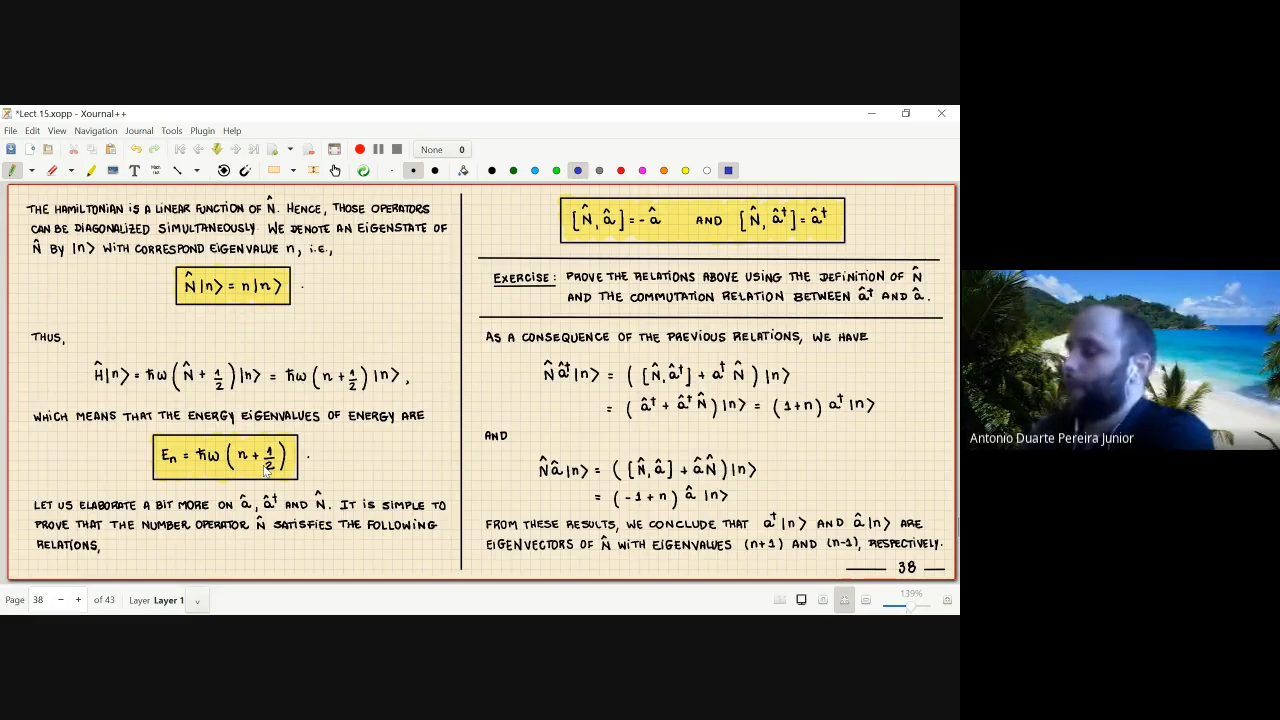 *Lect 15.xopp - Xournal++
File Edit View Navigation Journal Tools Plugin Help
None 0
THE HAMILTONIAN IS A LINEAR FUNCTION OF N̂. HENCE, THOSE OPERATORS
CAN BE DIAGONALIZED SIMULTANEOUSLY. WE DENOTE AN EIGENSTATE OF
N̂ BY |n> WITH CORRESPOND EIGENVALUE n, i.e.,
N̂|n> = n|n> .
THUS,
Ĥ|n> = ħω(N̂ + 1/2)|n> = ħω(n + 1/2)|n>,
WHICH MEANS THAT THE ENERGY EIGENVALUES OF ENERGY ARE
En = ħω(n + 1/2) .
LET US ELABORATE A BIT MORE ON â, â† AND N̂. IT IS SIMPLE TO
PROVE THAT THE NUMBER OPERATOR N̂ SATISFIES THE FOLLOWING
RELATIONS,
[N̂, â] = -â AND [N̂, â†] = â†
EXERCISE: PROVE THE RELATIONS ABOVE USING THE DEFINITION OF N̂
AND THE COMMUTATION RELATION BETWEEN â† AND â.
AS A CONSEQUENCE OF THE PREVIOUS RELATIONS, WE HAVE
N̂â†|n> = ([N̂, â†] + a† N̂)|n>
= (â† + â†N̂)|n> = (1+n) a†|n>
AND
N̂â|n> = ([N̂, â] + âN̂)|n>
= (-1+n) â|n>
FROM THESE RESULTS, WE CONCLUDE THAT a†|n> AND â|n> ARE
EIGENVECTORS OF N̂ WITH EIGENVALUES (n+1) AND (n-1), RESPECTIVELY.
38
Page 38 of 43 Layer Layer 1 139%
Antonio Duarte Pereira Junior